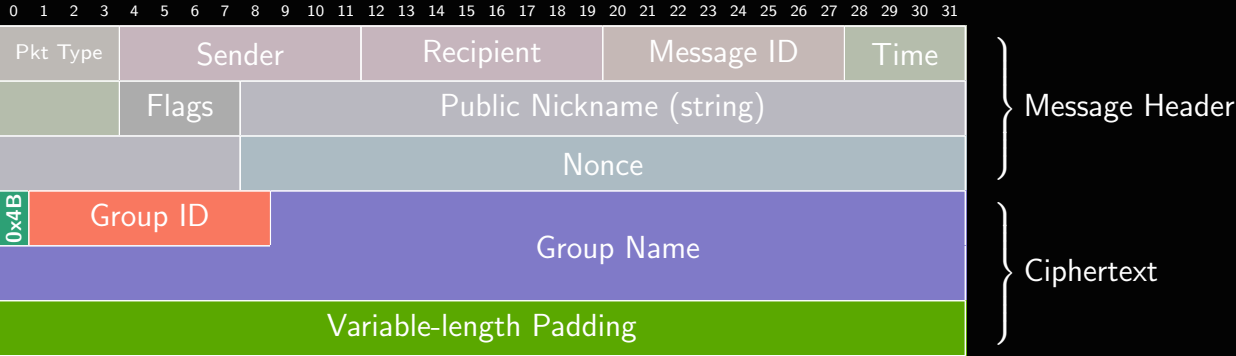 0 1 2 3 4 5 6 7 8 9 10 11 12 13 14 15 16 17 18 19 20 21 22 23 24 25 26 27 28 29 30 31
Pkt Type Sender Recipient Message ID Time
Flags Public Nickname (string) Message Header
Nonce
0x4B Group ID
Group Name
Ciphertext
Variable-length Padding